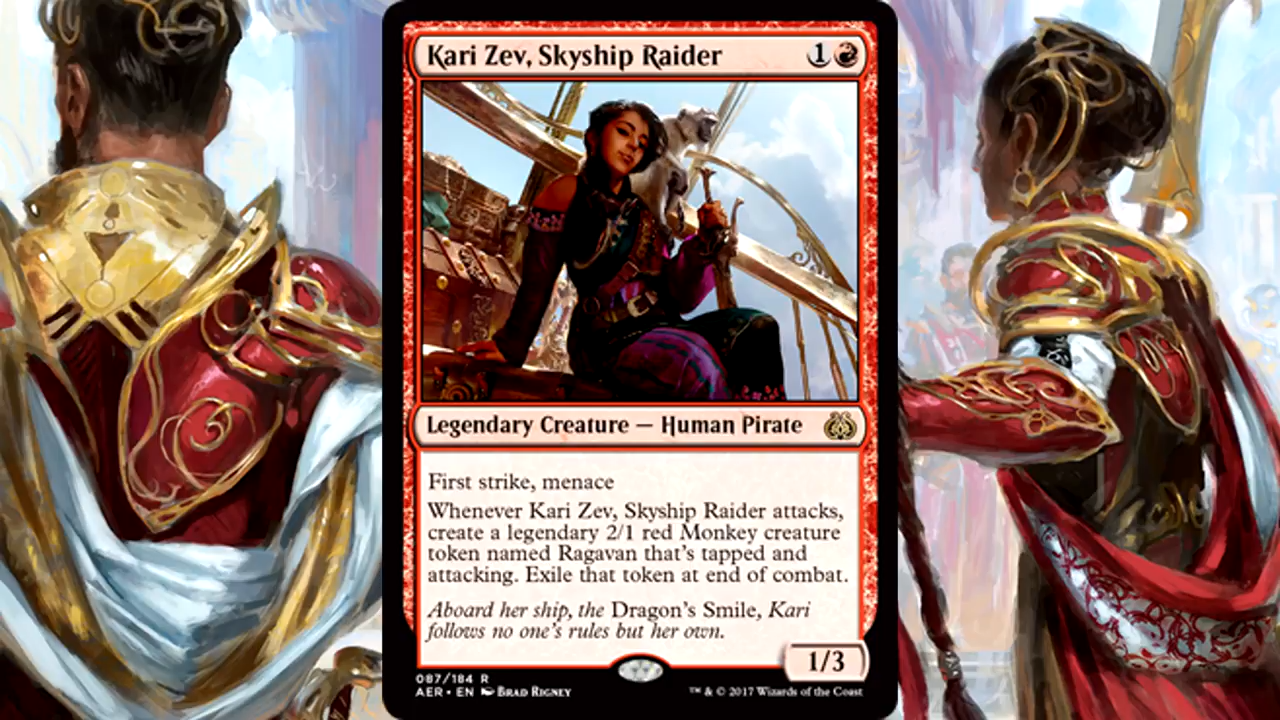 Kari Zev, Skyship Raider 1
Legendary Creature — Human Pirate
First strike, menace
Whenever Kari Zev, Skyship Raider attacks,
create a legendary 2/1 red Monkey creature
token named Ragavan that's tapped and
attacking. Exile that token at end of combat.
Aboard her ship, the Dragon's Smile, Kari
follows no one's rules but her own.
1/3
087/184 R
AER • EN Brad Rigney
™ & © 2017 Wizards of the Coast